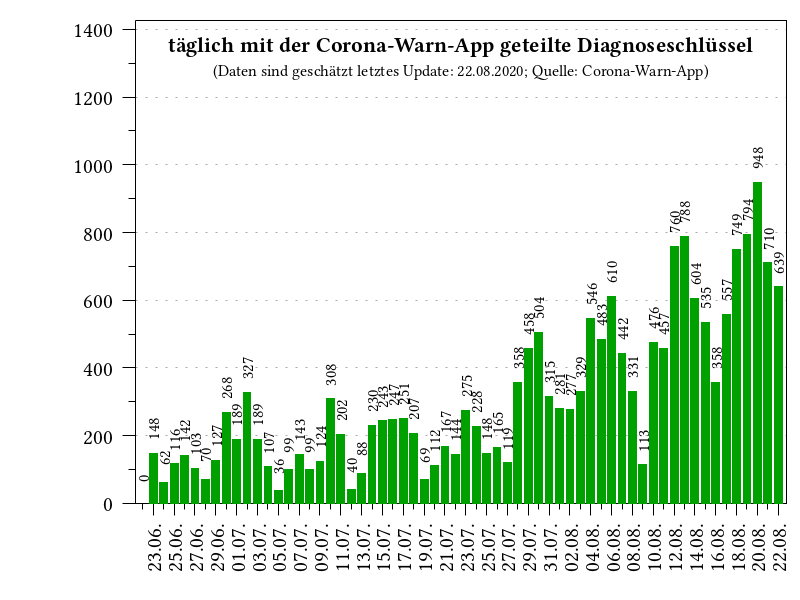 täglich mit der Corona-Warn-App geteilte Diagnoseschlüssel
(Daten sind geschätzt letztes Update: 22.08.2020; Quelle: Corona-Warn-App)
1400
1200
1000
800
600
400
200
0
0 148 62 116 142 103 70 127 268 189 327 189 107 36 99 143 99 124 308 202 40 88 230 243 247 251 207 69 112 167 144 275 228 148 165 119 358 458 504 315 281 277 329 546 483 610 442 331 113 476 457 760 788 604 535 358 557 749 794 948 710 639
23.06. 25.06. 27.06. 29.06. 01.07. 03.07. 05.07. 07.07. 09.07. 11.07. 13.07. 15.07. 17.07. 19.07. 21.07. 23.07. 25.07. 27.07. 29.07. 31.07. 02.08. 04.08. 06.08. 08.08. 10.08. 12.08. 14.08. 16.08. 18.08. 20.08. 22.08.